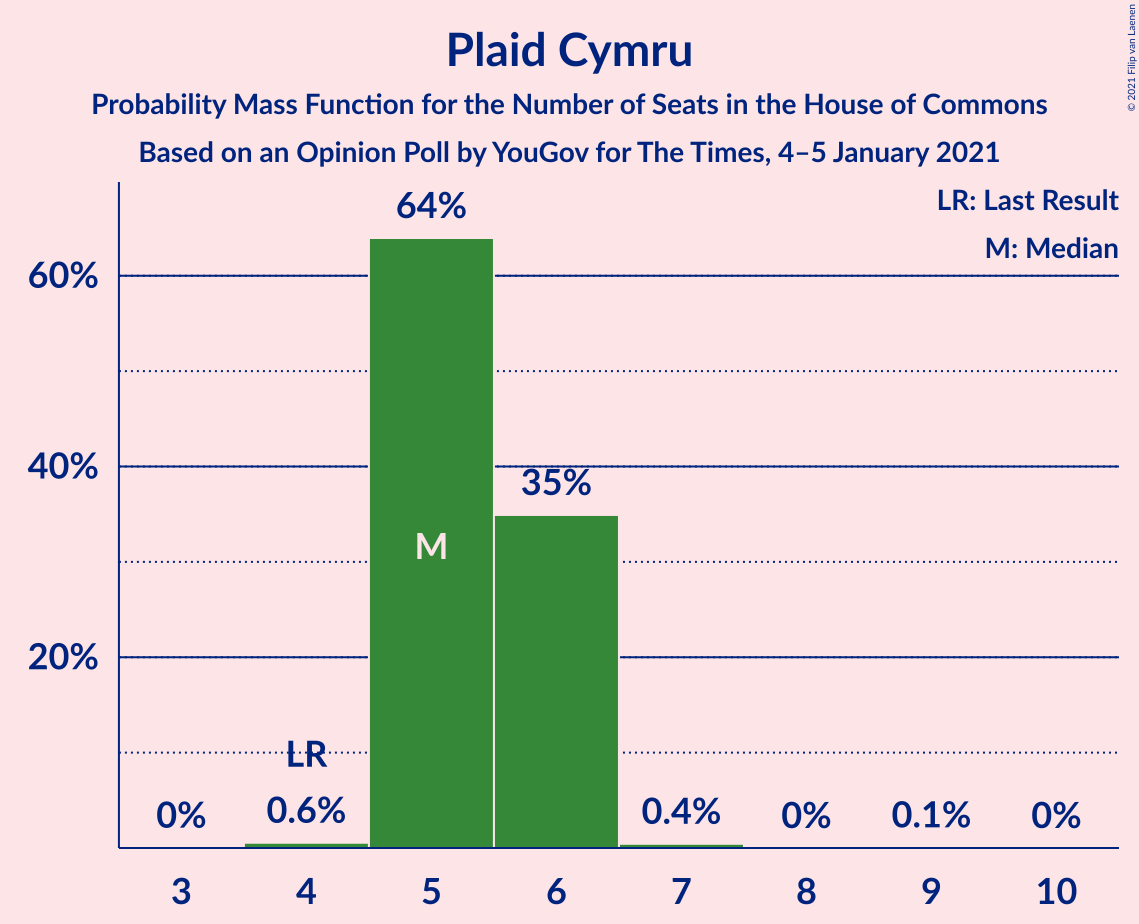 Plaid Cymru
Probability Mass Function for the Number of Seats in the House of Commons
Based on an Opinion Poll by YouGov for The Times, 4–5 January 2021
© 2021 Filip van Laenen
LR: Last Result
M: Median
64%
60%
40%
35%
M
20%
LR
0% 0.6% 0.4% 0% 0.1% 0%
3 4 5 6 7 8 9 10